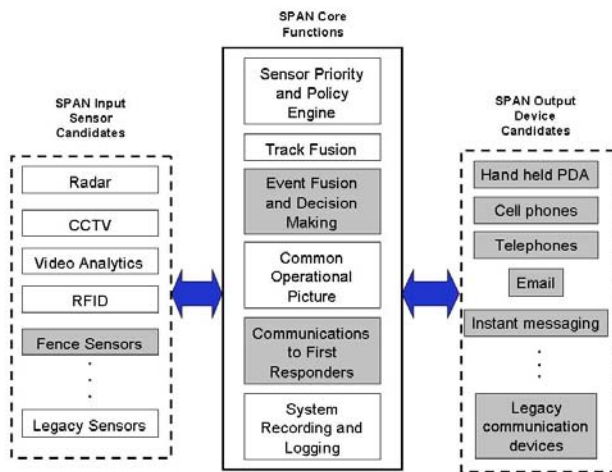 SPAN Input
Sensor
Candidates
Radar
CCTV
Video Analytics
RFID
Fence Sensors
Legacy Sensors
SPAN Core
Functions
Sensor Priority
and Policy
Engine
Track Fusion
Event Fusion
and Decision
Making
Common
Operational
Picture
Communications
to First
Responders
System
Recording and
Logging
SPAN Output
Device
Candidates
Hand held PDA
Cell phones
Telephones
Email
Instant messaging
Legacy
communication
devices